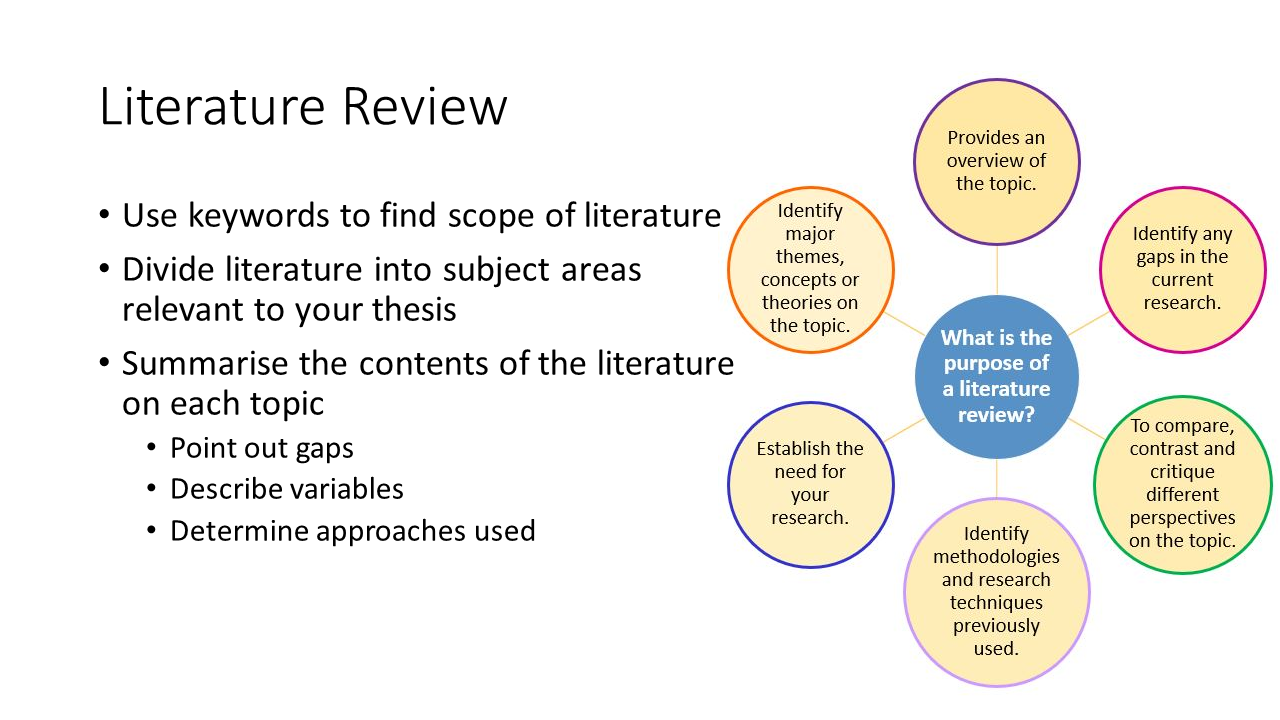 Literature Review
• Use keywords to find scope of literature
• Divide literature into subject areas
relevant to your thesis
• Summarise the contents of the literature
on each topic
• Point out gaps
• Describe variables
• Determine approaches used
What is the
purpose of
a literature
review?
Provides an
overview of
the topic.
Identify any
gaps in the
current
research.
To compare,
contrast and
critique
different
perspectives
on the topic.
Identify
methodologies
and research
techniques
previously
used.
Establish the
need for
your
research.
Identify
major
themes,
concepts or
theories on
the topic.